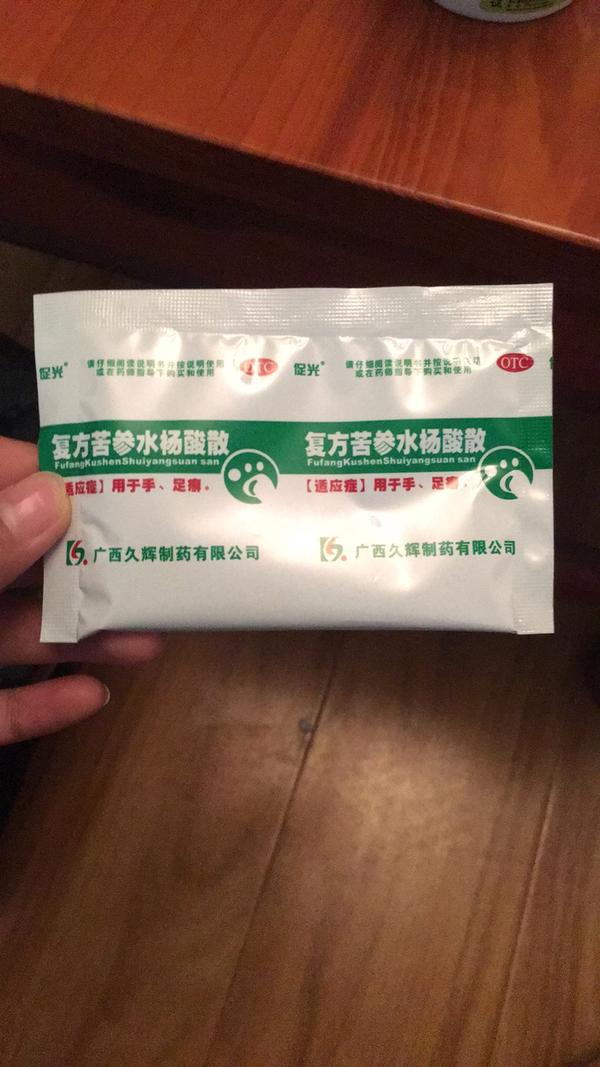 促光®
请仔细阅读说明书并按说明使用
或在药师指导下购买和使用
OTC
促光®
请仔细阅读说明书并按说明使用
或在药师指导下购买和使用
OTC
复方苦参水杨酸散
FufangKushenShuiyangsuan san
适应症】用于手、足癣。
复方苦参水杨酸散
FufangKushenShuiyangsuan san
【适应症】用于手、足癣。
广西久辉制药有限公司
广西久辉制药有限公司